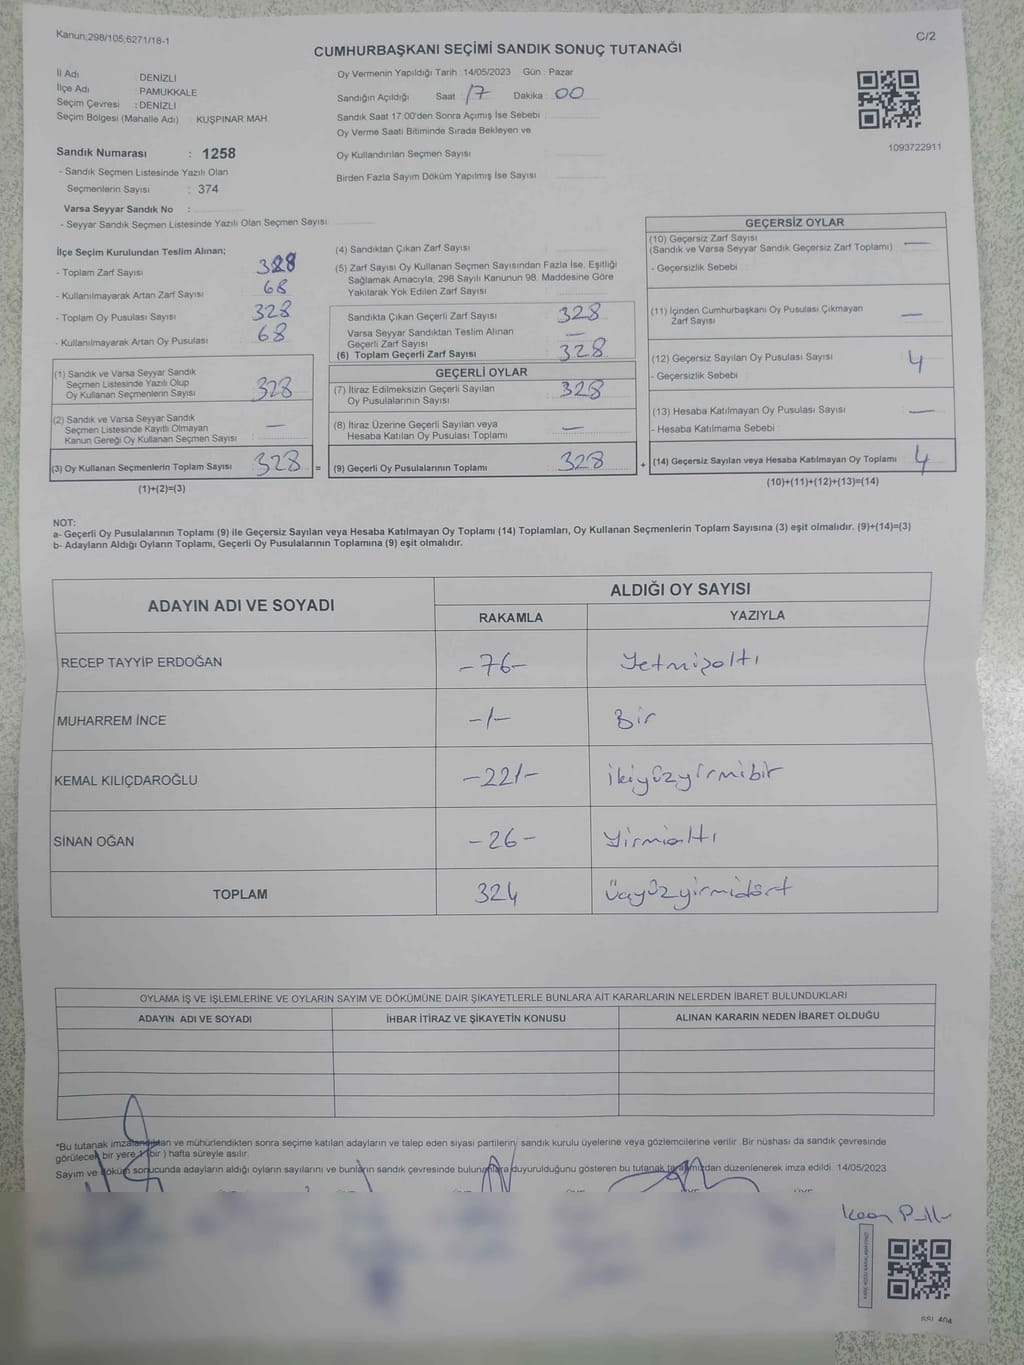 Kanun;298/105;6271/18-1
C/2
CUMHURBAŞKANI SEÇİMİ SANDIK SONUÇ TUTANAĞI
İl Adı DENİZLİ
İlçe Adı : PAMUKKALE
Seçim Çevresi : DENİZLİ
Seçim Bölgesi (Mahalle Adı) : KUŞPINAR MAH.
Oy Vermenin Yapıldığı Tarih : 14/05/2023 Gün : Pazar
Sandığın Açıldığı Saat : 17 Dakika : 00
Sandık Saat 17:00'den Sonra Açımış İse Sebebi :
Oy Verme Saati Bitiminde Sırada Bekleyen ve
Oy Kullandırılan Seçmen Sayısı
Birden Fazla Sayım Döküm Yapılmış İse Sayısı
1093722911
Sandık Numarası : 1258
- Sandık Seçmen Listesinde Yazılı Olan
Seçmenlerin Sayısı : 374
Varsa Seyyar Sandık No :
- Seyyar Sandık Seçmen Listesinde Yazılı Olan Seçmen Sayısı
İlçe Seçim Kurulundan Teslim Alınan;
- Toplam Zarf Sayısı 328
- Kullanılmayarak Artan Zarf Sayısı 68
- Toplam Oy Pusulası Sayısı 328
- Kullanılmayarak Artan Oy Pusulası 68
(1) Sandık ve Varsa Seyyar Sandık
Seçmen Listesinde Yazılı Olup
Oy Kullanan Seçmenlerin Sayısı 328
(2) Sandık ve Varsa Seyyar Sandık
Seçmen Listesinde Kayıtlı Olmayan
Kanun Gereği Oy Kullanan Seçmen Sayısı : —
(3) Oy Kullanan Seçmenlerin Toplam Sayısı 328 =
(1)+(2)=(3)
(4) Sandıktan Çıkan Zarf Sayısı
(5) Zarf Sayısı Oy Kullanan Seçmen Sayısından Fazla İse, Eşitliği
Sağlamak Amacıyla, 298 Sayılı Kanunun 98. Maddesine Göre
Yakılarak Yok Edilen Zarf Sayısı
Sandıkta Çıkan Geçerli Zarf Sayısı 328
Varsa Seyyar Sandıktan Teslim Alınan
Geçerli Zarf Sayısı —
(6) Toplam Geçerli Zarf Sayısı 328
GEÇERLİ OYLAR
(7) İtiraz Edilmeksizin Geçerli Sayılan
Oy Pusulalarının Sayısı 328
(8) İtiraz Üzerine Geçerli Sayılan veya
Hesaba Katılan Oy Pusulası Toplamı —
(9) Geçerli Oy Pusulalarının Toplamı 328 +
GEÇERSİZ OYLAR
(10) Geçersiz Zarf Sayısı —
(Sandık ve Varsa Seyyar Sandık Geçersiz Zarf Toplamı)
- Geçersizlik Sebebi
(11) İçinden Cumhurbaşkanı Oy Pusulası Çıkmayan
Zarf Sayısı —
(12) Geçersiz Sayılan Oy Pusulası Sayısı 4
- Geçersizlik Sebebi
(13) Hesaba Katılmayan Oy Pusulası Sayısı —
- Hesaba Katılmama Sebebi
(14) Geçersiz Sayılan veya Hesaba Katılmayan Oy Toplamı 4
(10)+(11)+(12)+(13)=(14)
NOT:
a- Geçerli Oy Pusulalarının Toplamı (9) ile Geçersiz Sayılan veya Hesaba Katılmayan Oy Toplamı (14) Toplamları, Oy Kullanan Seçmenlerin Toplam Sayısına (3) eşit olmalıdır. (9)+(14)=(3)
b- Adayların Aldığı Oyların Toplamı, Geçerli Oy Pusulalarının Toplamına (9) eşit olmalıdır.
ADAYIN ADI VE SOYADI
ALDIĞI OY SAYISI
RAKAMLA YAZIYLA
RECEP TAYYİP ERDOĞAN -76- Yetmişaltı
MUHARREM İNCE -1- Bir
KEMAL KILIÇDAROĞLU -221- ikiyüzyirmibir
SİNAN OĞAN -26- Yirmialtı
TOPLAM 324 üçyüzyirmidört
OYLAMA İŞ VE İŞLEMLERİNE VE OYLARIN SAYIM VE DÖKÜMÜNE DAİR ŞİKAYETLERLE BUNLARA AİT KARARLARIN NELERDEN İBARET BULUNDUKLARI
ADAYIN ADI VE SOYADI İHBAR İTİRAZ VE ŞİKAYETİN KONUSU ALINAN KARARIN NEDEN İBARET OLDUĞU
*Bu tutanak imzalandıktan ve mühürlendikten sonra seçime katılan adayların ve talep eden siyasi partilerin sandık kurulu üyelerine veya gözlemcilerine verilir .Bir nüshası da sandık çevresinde
görülecek bir yere 1 (bir ) hafta süreyle asılır.
Sayım ve döküm sonucunda adayların aldığı oyların sayılarını ve bunların sandık çevresinde bulunanlara duyurulduğunu gösteren bu tutanak tarafımızdan düzenlenerek imza edildi. 14/05/2023